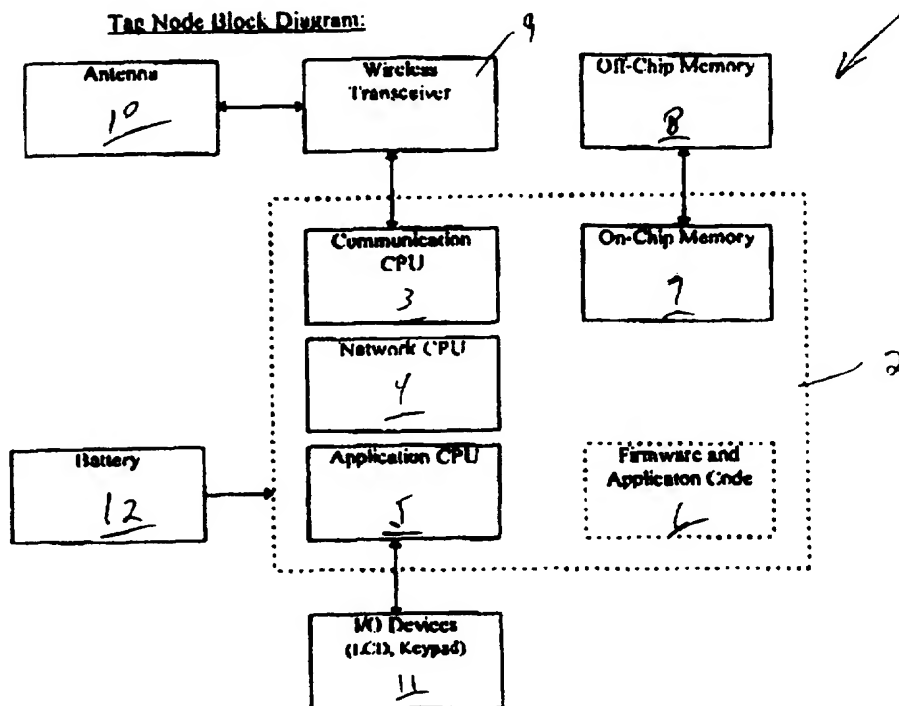 Tag Node Block Diagram:
9
Antenna
10
Wireless
Transceiver
Off-Chip Memory
8
Communication
CPU
3
On-Chip Memory
7
Network CPU
4
2
Battery
12
Application CPU
5
Firmware and
Applicaton Code
6
I/O Devices
(LCD, Keypad)
11